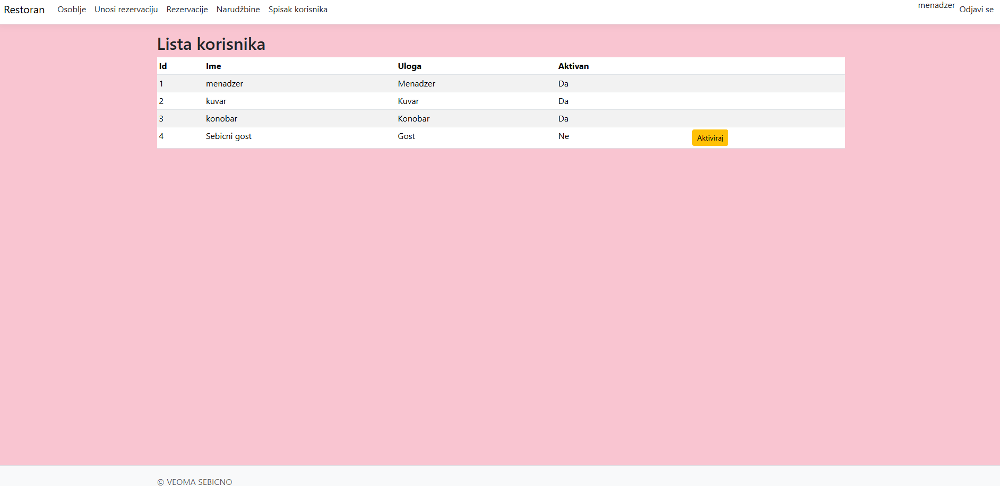 Restoran Osoblje Unosi rezervaciju Rezervacije Narudžbine Spisak korisnika menadzer Odjavi se
Lista korisnika
Id Ime Uloga Aktivan
1 menadzer Menadzer Da
2 kuvar Kuvar Da
3 konobar Konobar Da
4 Sebicni gost Gost Ne Aktiviraj
© VEOMA SEBICNO